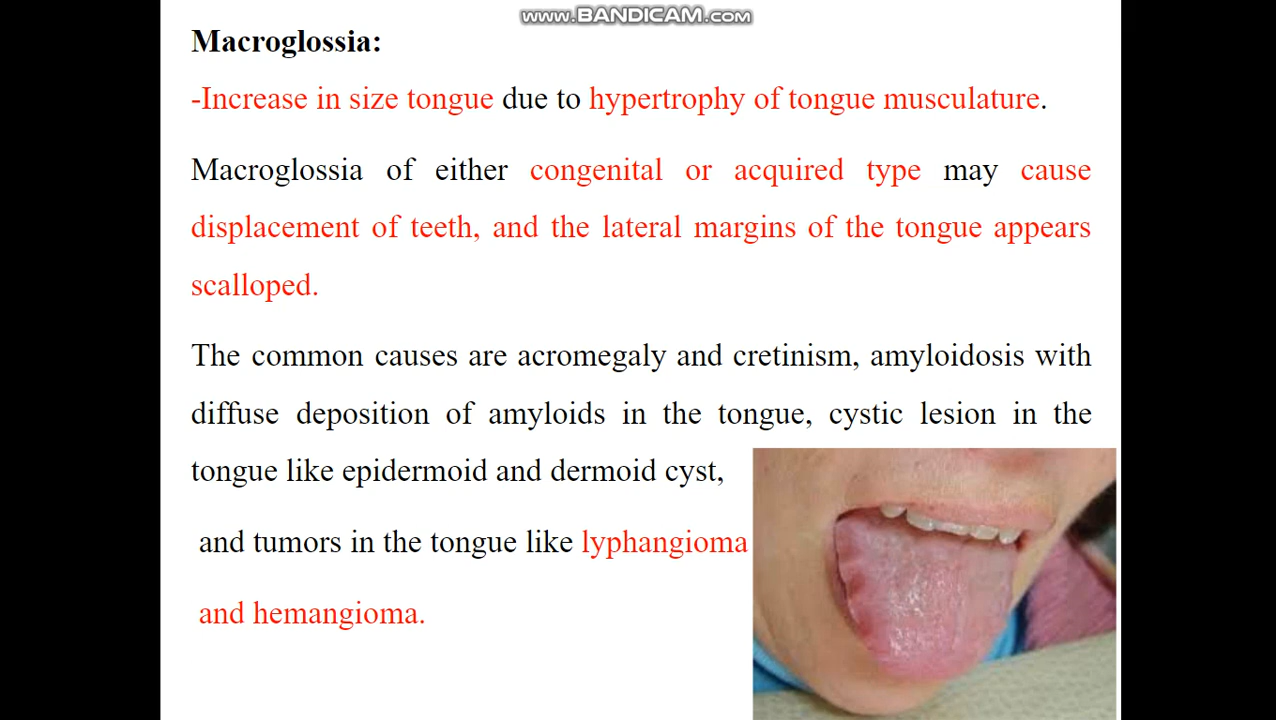 www.BANDICAM.com
Macroglossia:
-Increase in size tongue due to hypertrophy of tongue musculature.
Macroglossia of either congenital or acquired type may cause
displacement of teeth, and the lateral margins of the tongue appears
scalloped.
The common causes are acromegaly and cretinism, amyloidosis with
diffuse deposition of amyloids in the tongue, cystic lesion in the
tongue like epidermoid and dermoid cyst,
and tumors in the tongue like lyphangioma
and hemangioma.